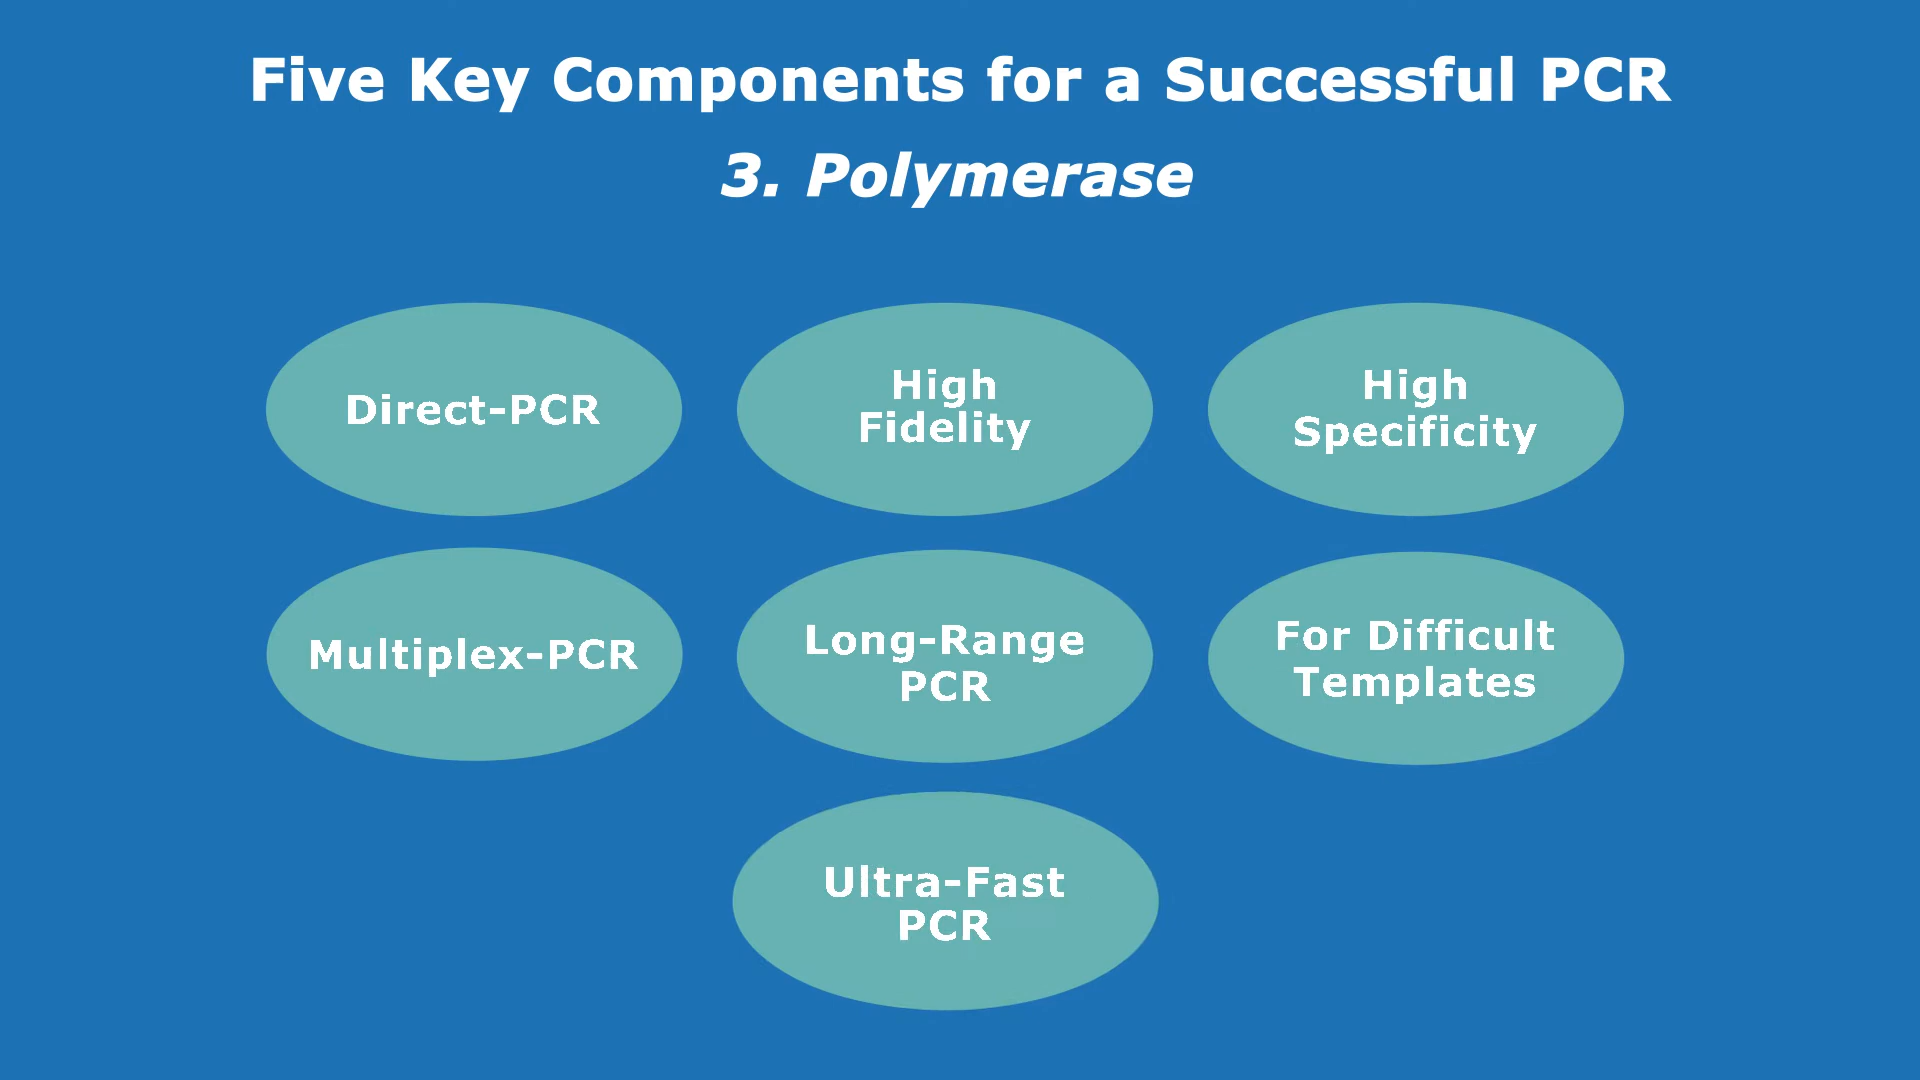 Five Key Components for a Successful PCR
3. Polymerase
Direct-PCR
High
Fidelity
High
Specificity
Multiplex-PCR
Long-Range
PCR
For Difficult
Templates
Ultra-Fast
PCR